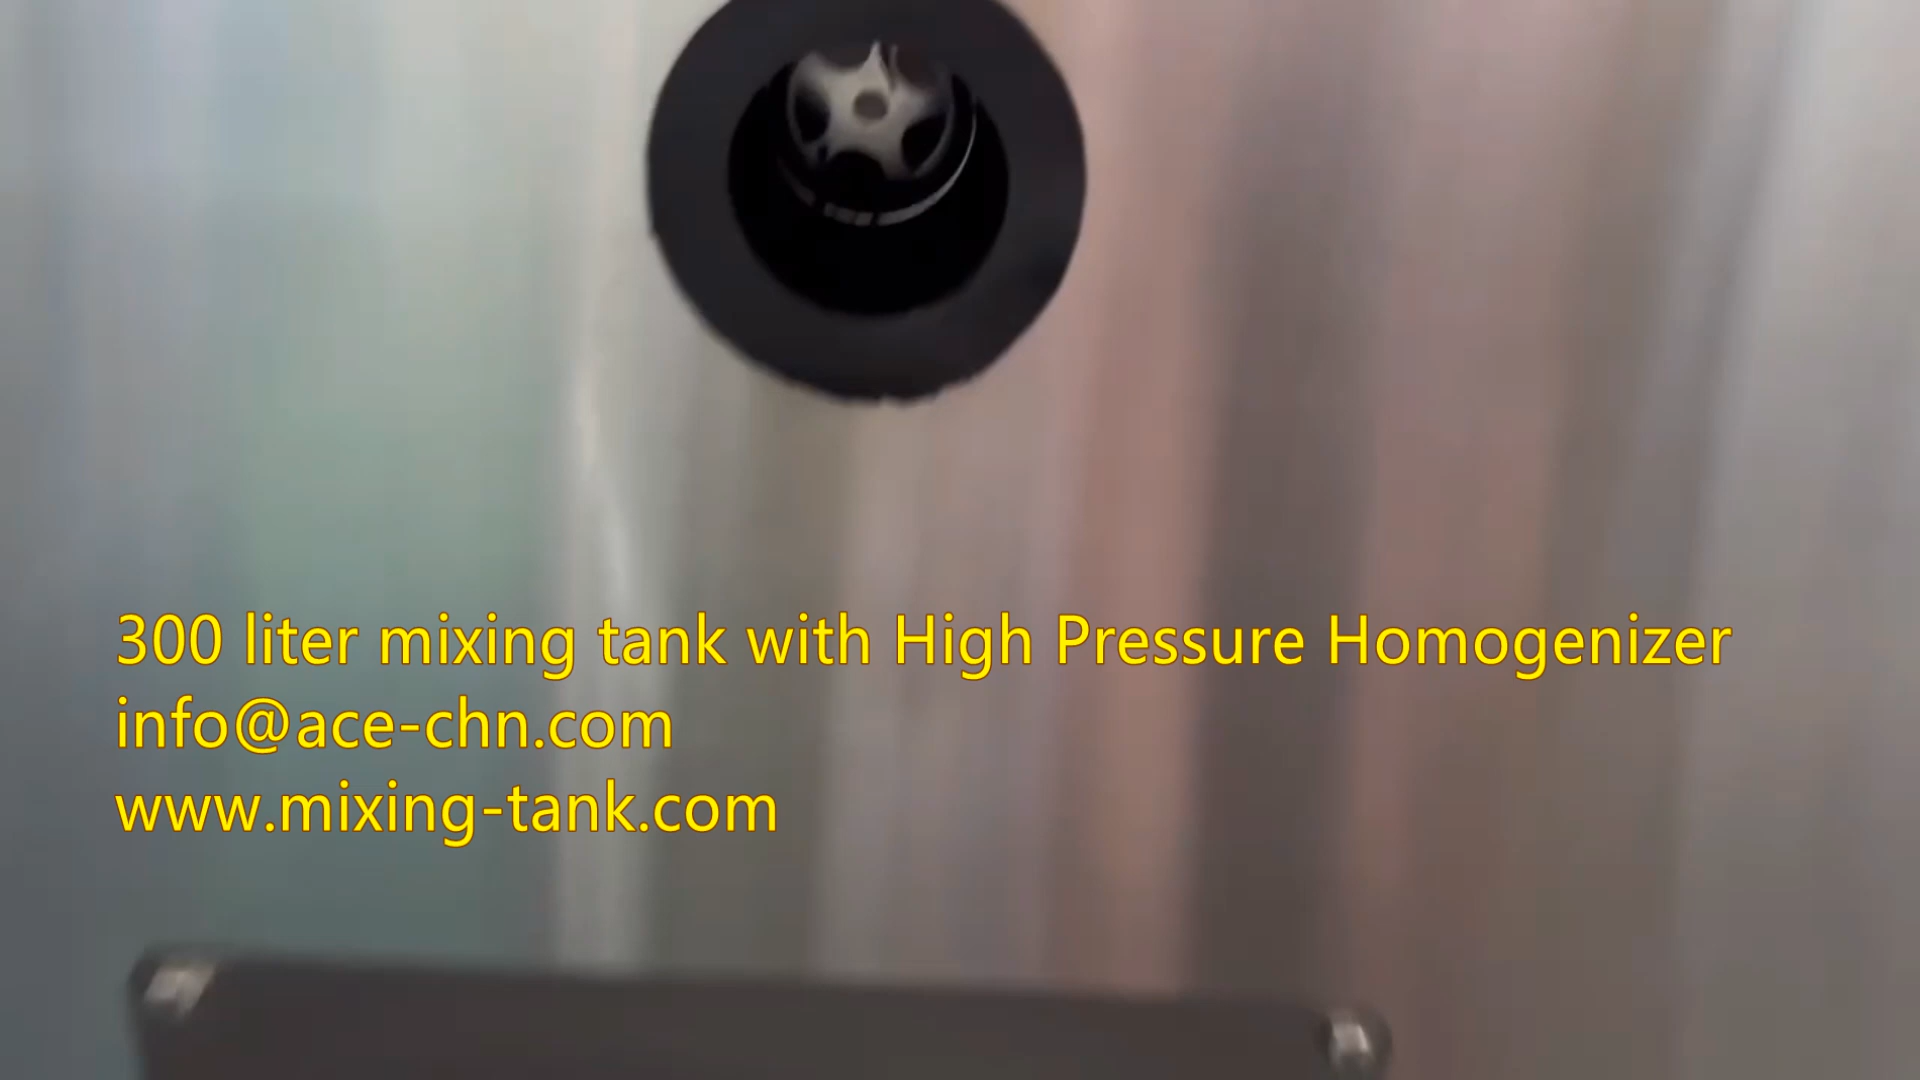 300 liter mixing tank with High Pressure Homogenizer
info@ace-chn.com
www.mixing-tank.com